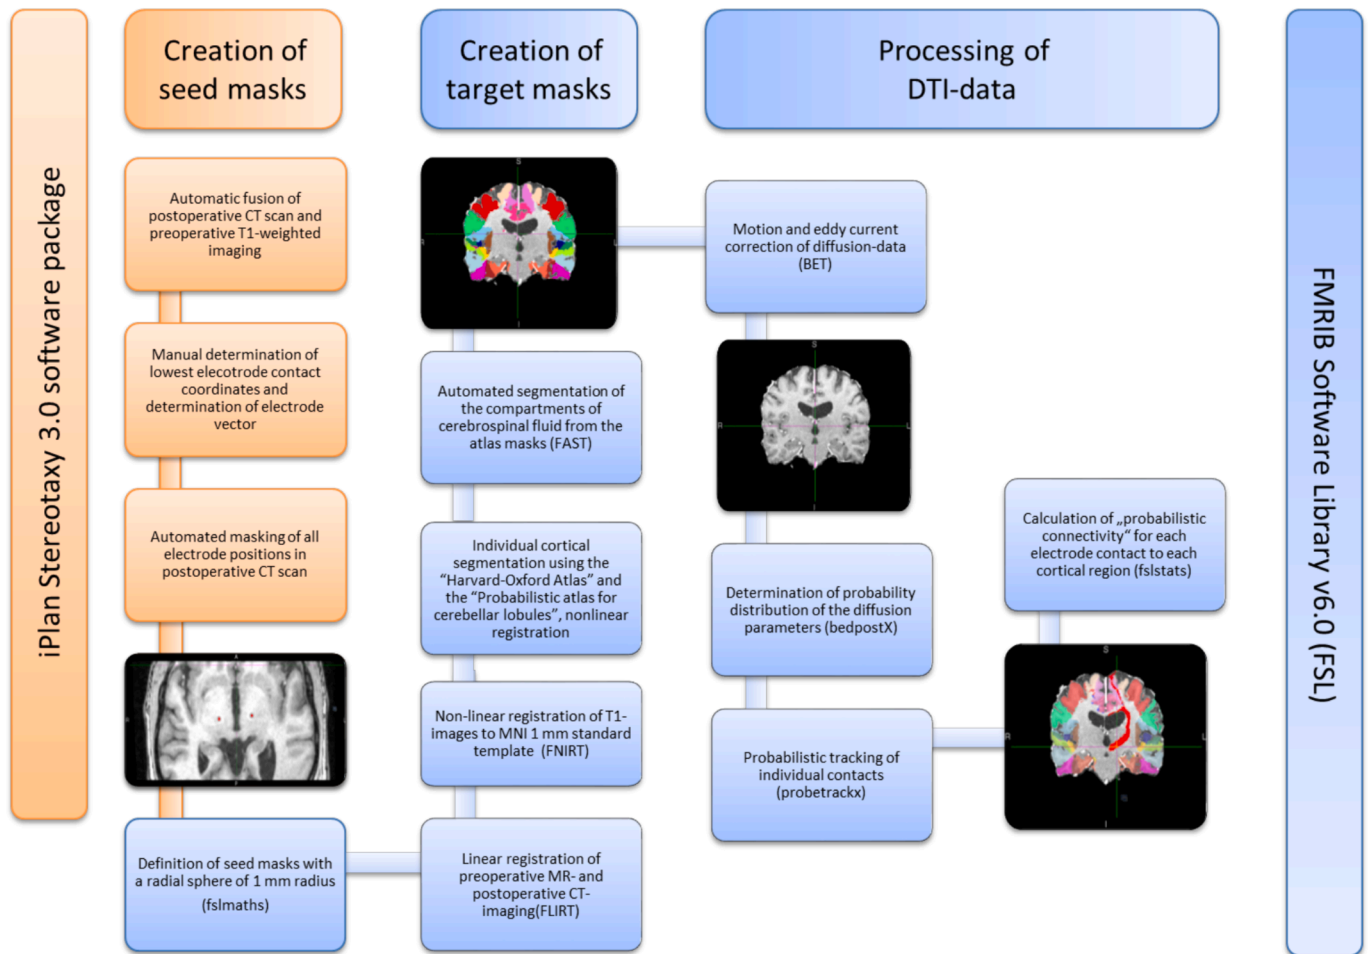 iPlan Stereotaxy 3.0 software package
Creation of
seed masks
Automatic fusion of
postoperative CT scan and
preoperative T1-weighted
imaging
Manual determination of
lowest elecotrode contact
coordinates and
determination of electrode
vector
Automated masking of all
electrode positions in
postoperative CT scan
Definition of seed masks with
a radial sphere of 1 mm radius
(fslmaths)
Creation of
target masks
S
R
L
I
Automated segmentation of
the compartments of
cerebrospinal fluid from the
atlas masks (FAST)
Individual cortical
segmentation using the
“Harvard-Oxford Atlas” and
the “Probabilistic atlas for
cerebellar lobules”, nonlinear
registration
Non-linear registration of T1-
images to MNI 1 mm standard
template  (FNIRT)
Linear registration of
preoperative MR- and
postoperative CT-
imaging(FLIRT)
Processing of
DTI-data
Motion and eddy current
correction of diffusion-data
(BET)
S
R
L
I
Determination of probability
distribution of the diffusion
parameters (bedpostX)
Probabilistic tracking of
individual contacts
(probetrackx)
Calculation of „probabilistic
connectivity“ for each
electrode contact to each
cortical region (fslstats)
S
R
L
I
FMRIB Software Library v6.0 (FSL)